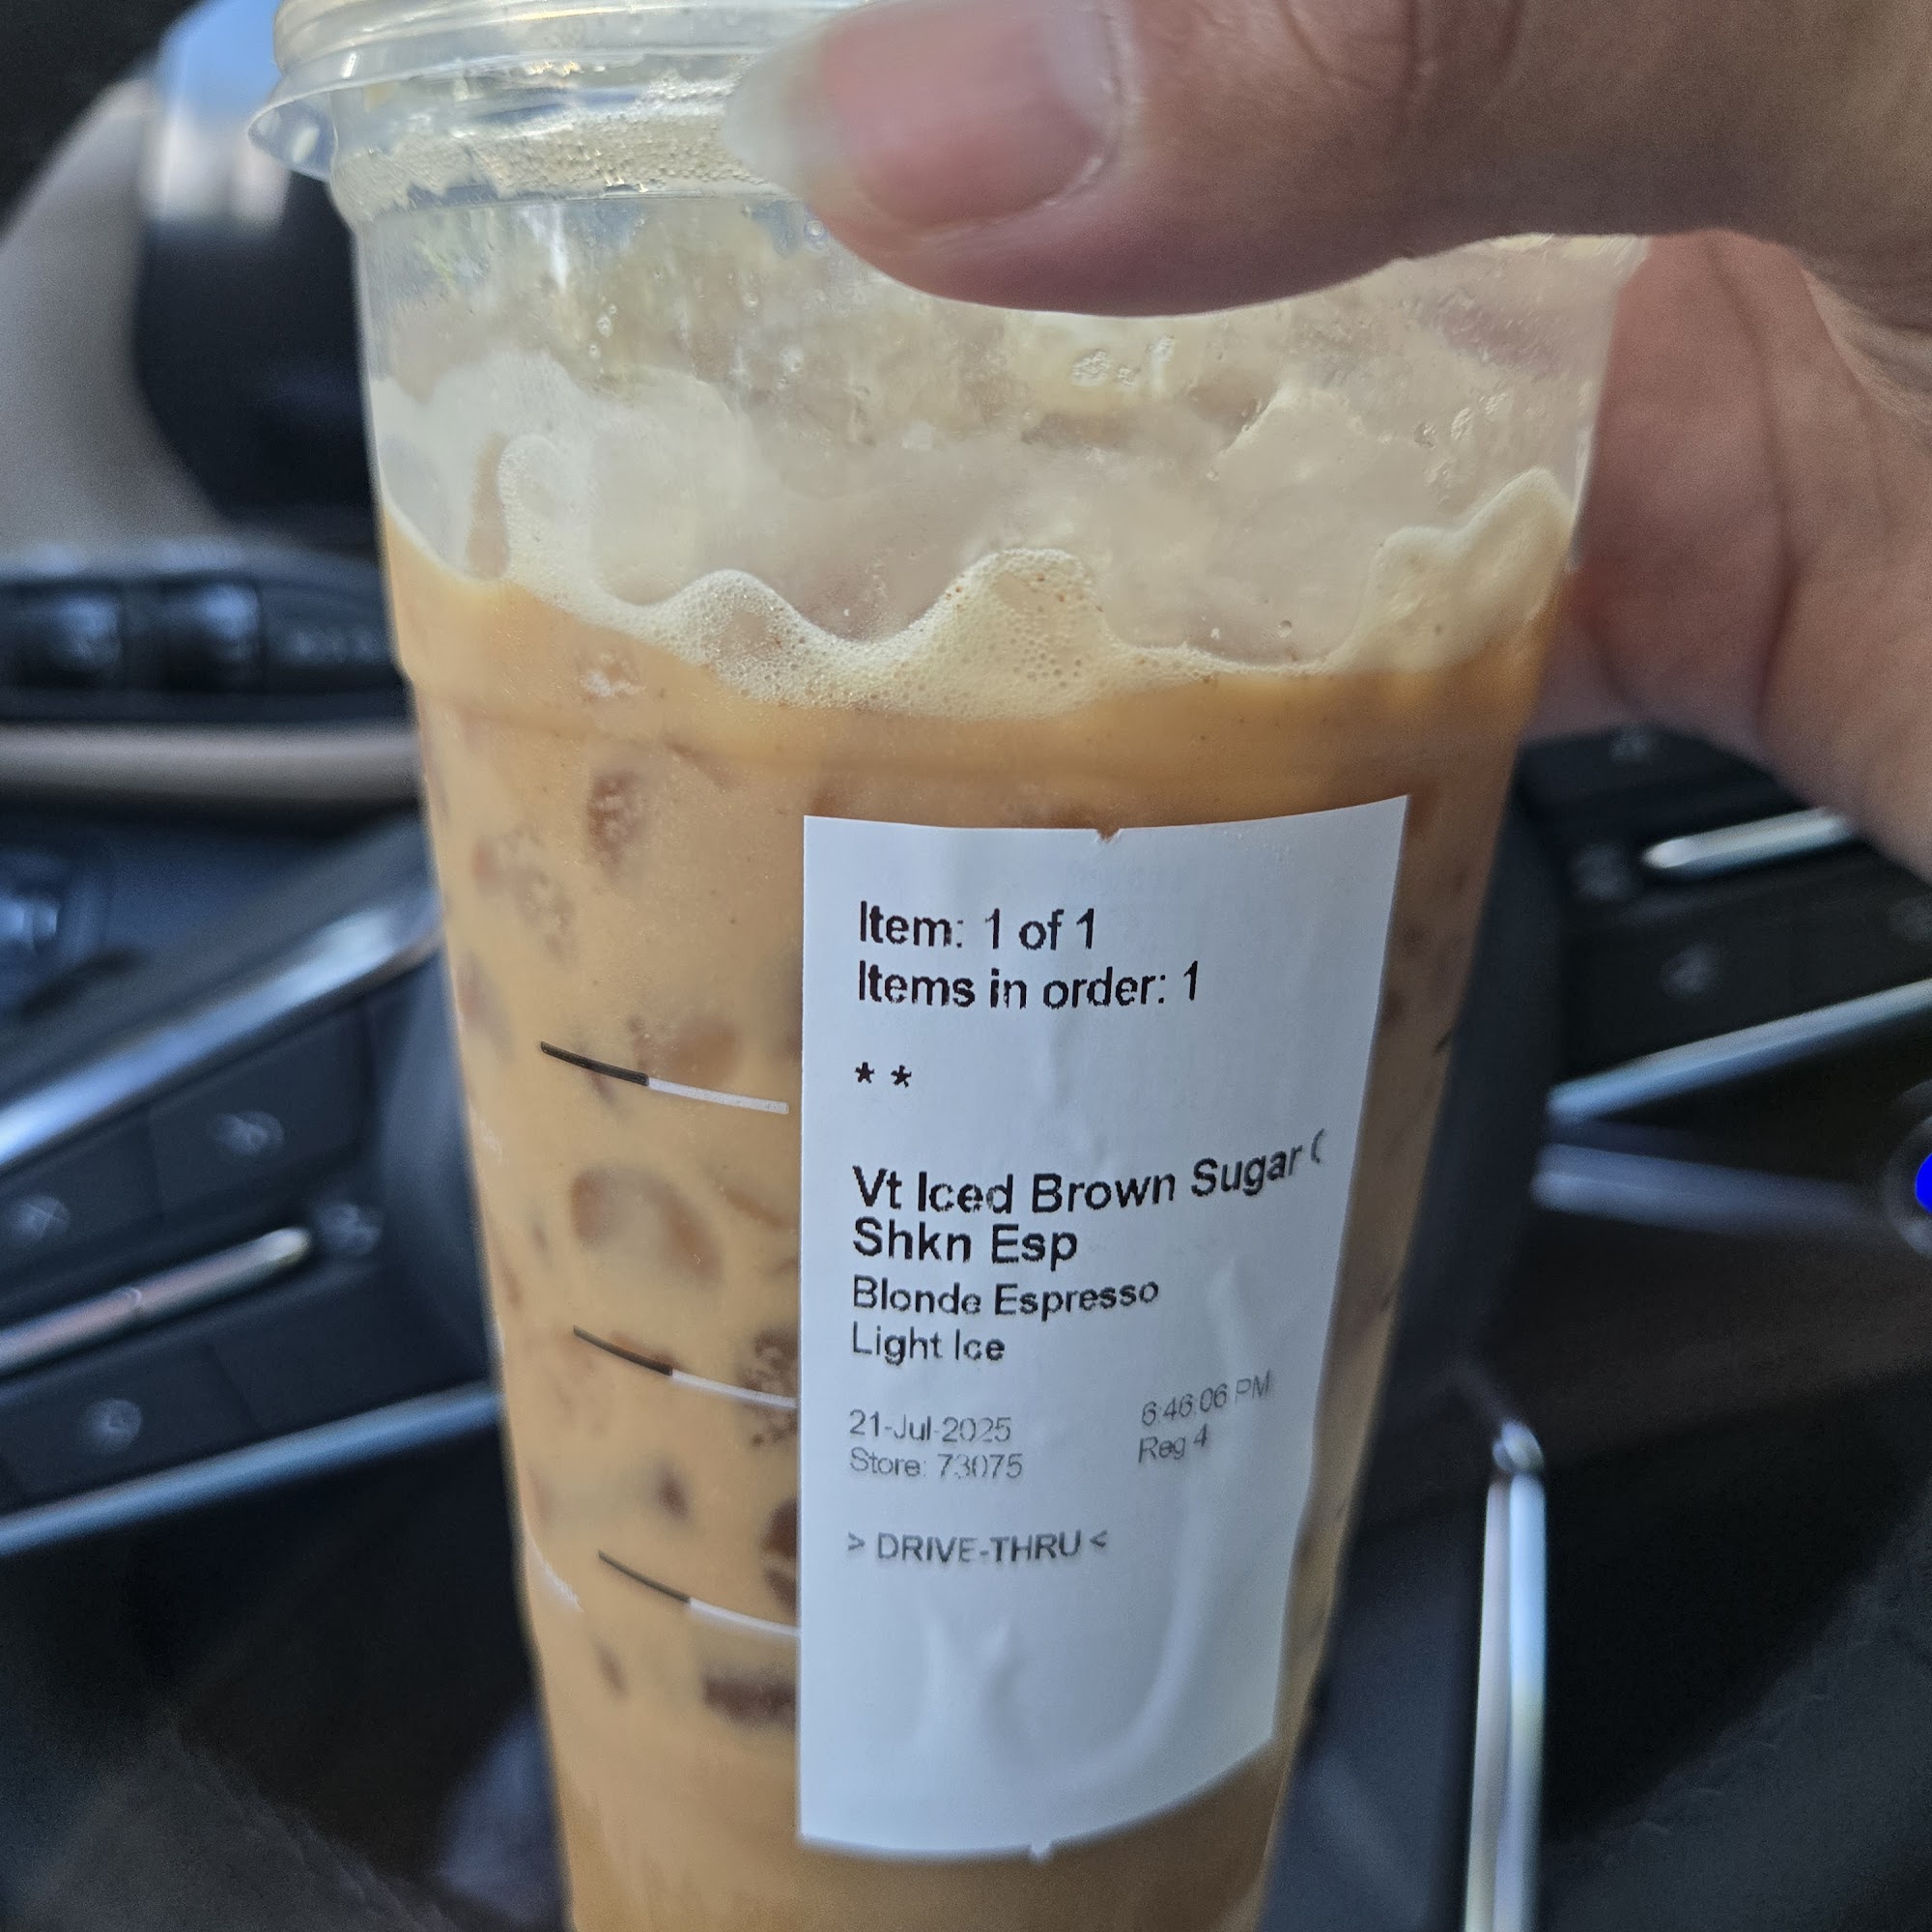 Item: 1 of 1
Items in order: 1
* *
Vt Iced Brown Sugar (
Shkn Esp
Blonde Espresso
Light Ice
21-Jul-2025 6:46:06 PM
Store: 73075 Reg 4
> DRIVE-THRU <